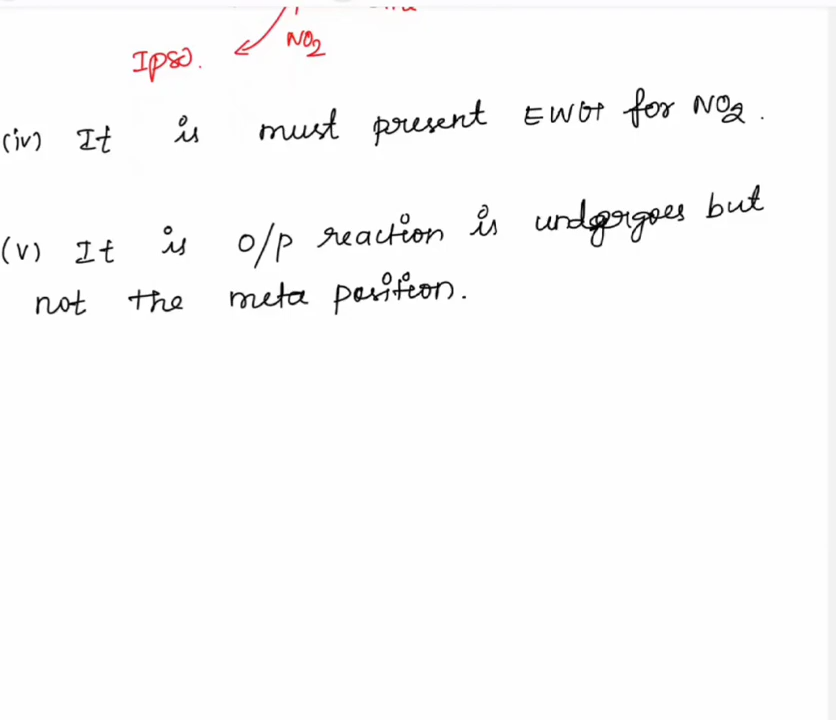 NO2
Ipso.
(iv) It is must present EWG for NO2.
(v) It is O/P reaction is undergoes but
not the meta position.